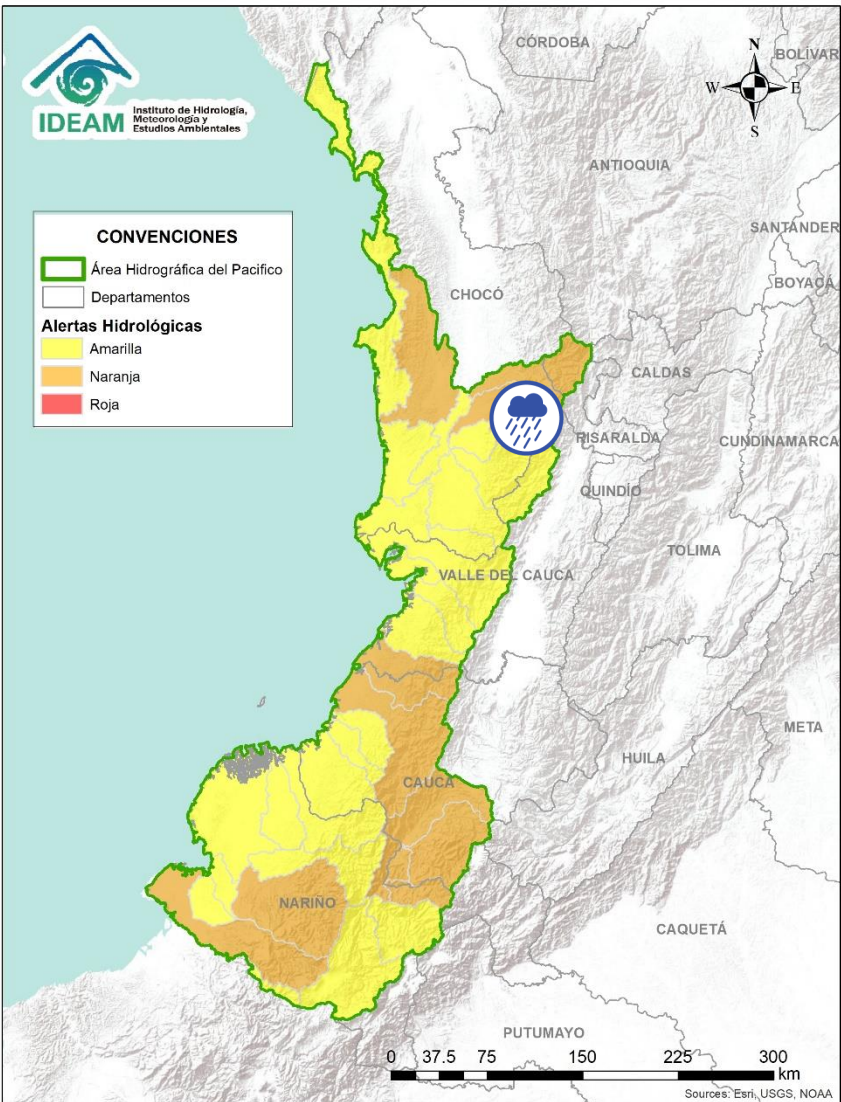 IDEAM
Instituto de Hidrología,
Meteorología y
Estudios Ambientales
N
W
E
S
CÓRDOBA
BOLÍVAR
ANTIOQUIA
SANTANDER
BOYACÁ
CHOCÓ
CALDAS
RISARALDA
CUNDINAMARCA
QUINDÍO
TOLIMA
VALLE DEL CAUCA
META
HUILA
CAUCA
NARIÑO
CAQUETÁ
PUTUMAYO
CONVENCIONES
Área Hidrográfica del Pacifico
Departamentos
Alertas Hidrológicas
Amarilla
Naranja
Roja
0 37.5 75 150 225 300
km
Sources: Esri, USGS, NOAA